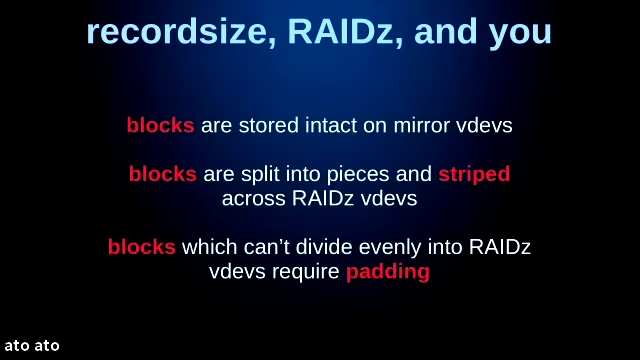 recordsize, RAIDz, and you
blocks are stored intact on mirror vdevs
blocks are split into pieces and striped
across RAIDz vdevs
blocks which can’t divide evenly into RAIDz
vdevs require padding
ato ato